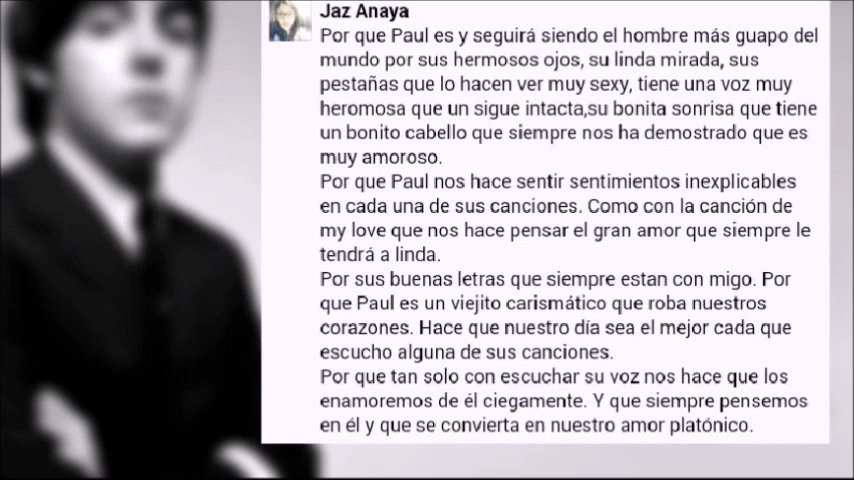 Jaz Anaya
Por que Paul es y seguirá siendo el hombre más guapo del
mundo por sus hermosos ojos, su linda mirada, sus
pestañas que lo hacen ver muy sexy, tiene una voz muy
heromosa que un sigue intacta,su bonita sonrisa que tiene
un bonito cabello que siempre nos ha demostrado que es
muy amoroso.
Por que Paul nos hace sentir sentimientos inexplicables
en cada una de sus canciones. Como con la canción de
my love que nos hace pensar el gran amor que siempre le
tendrá a linda.
Por sus buenas letras que siempre estan con migo. Por
que Paul es un viejito carismático que roba nuestros
corazones. Hace que nuestro día sea el mejor cada que
escucho alguna de sus canciones.
Por que tan solo con escuchar su voz nos hace que los
enamoremos de él ciegamente. Y que siempre pensemos
en él y que se convierta en nuestro amor platónico.